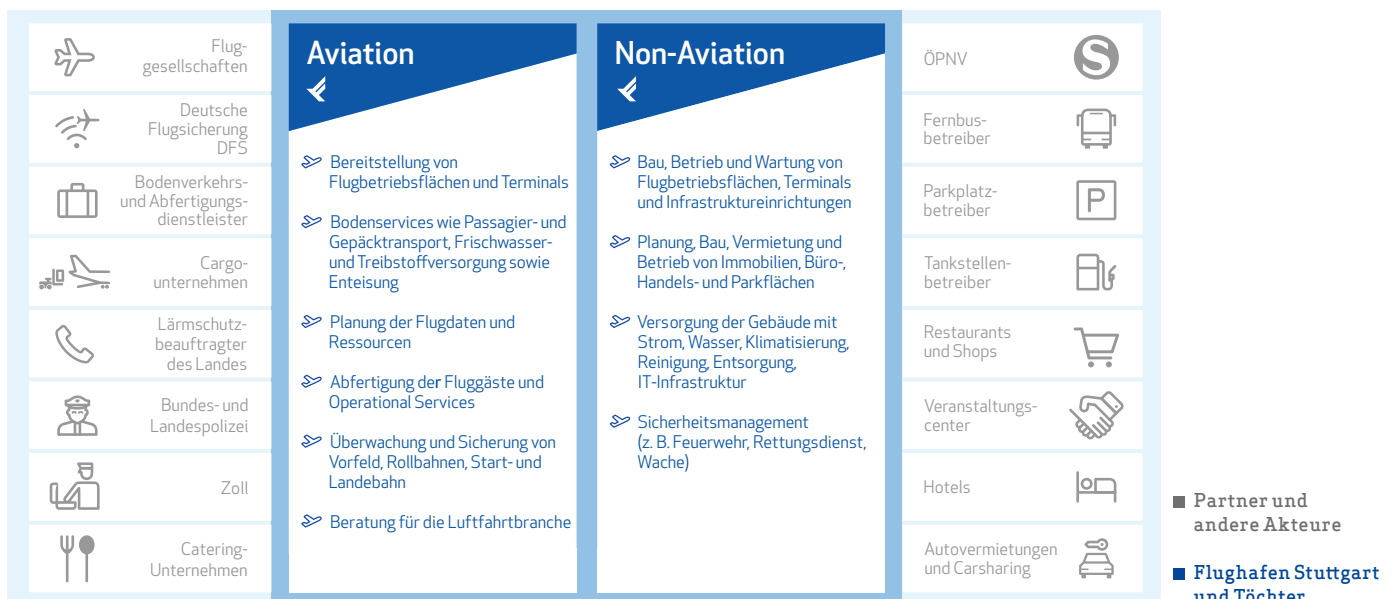 Flug-
gesellschaften
Deutsche
Flugsicherung
DFS
Bodenverkehrs-
und Abfertigungs-
dienstleister
Cargo-
unternehmen
Lärmschutz-
beauftragter
des Landes
Bundes- und
Landespolizei
Zoll
Catering-
Unternehmen
Aviation
Bereitstellung von
Flugbetriebsflächen und Terminals
Bodenservices wie Passagier- und
Gepäcktransport, Frischwasser-
und Treibstoffversorgung sowie
Enteisung
Planung der Flugdaten und
Ressourcen
Abfertigung der Fluggäste und
Operational Services
Überwachung und Sicherung von
Vorfeld, Rollbahnen, Start- und
Landebahn
Beratung für die Luftfahrtbranche
Non-Aviation
Bau, Betrieb und Wartung von
Flugbetriebsflächen, Terminals
und Infrastruktureinrichtungen
Planung, Bau, Vermietung und
Betrieb von Immobilien, Büro-,
Handels- und Parkflächen
Versorgung der Gebäude mit
Strom, Wasser, Klimatisierung,
Reinigung, Entsorgung,
IT-Infrastruktur
Sicherheitsmanagement
(z. B. Feuerwehr, Rettungsdienst,
Wache)
ÖPNV
S
Fernbus-
betreiber
Parkplatz-
betreiber
P
Tankstellen-
betreiber
Restaurants
und Shops
Veranstaltungs-
center
Hotels
Autovermietungen
und Carsharing
Partner und
andere Akteure
Flughafen Stuttgart
und Töchter